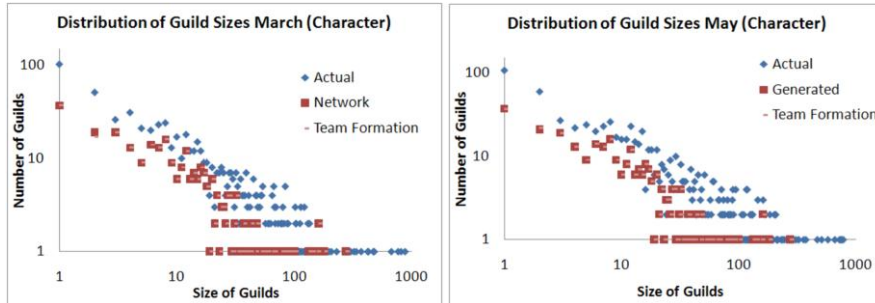 Distribution of Guild Sizes March (Character)
Number of Guilds
100
10
1
Actual
Network
Team Formation
1
10
100
1000
Size of Guilds
Distribution of Guild Sizes May (Character)
Number of Guilds
100
10
1
Actual
Generated
Team Formation
1
10
100
1000
Size of Guilds